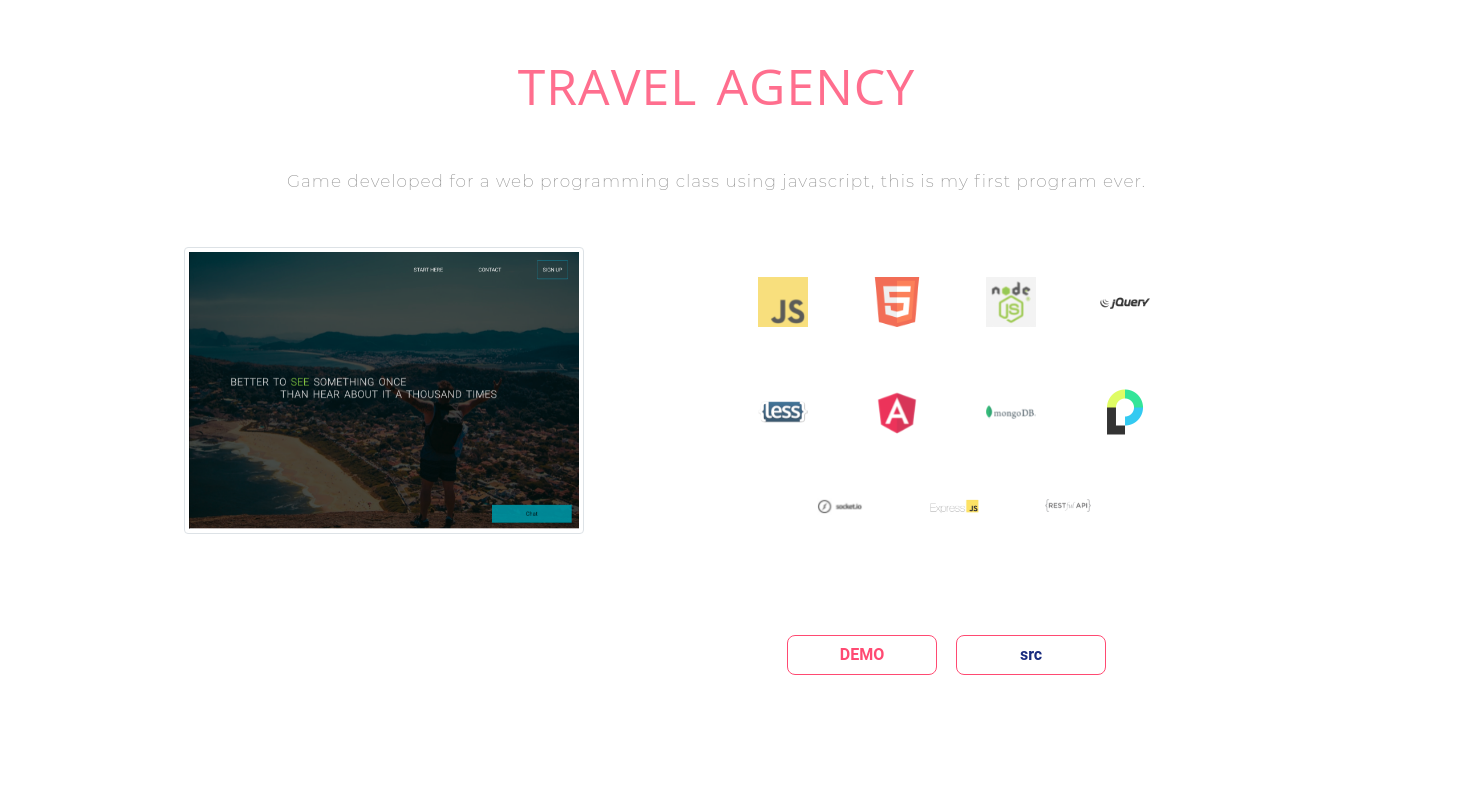 TRAVEL AGENCY
Game developed for a web programming class using javascript, this is my first program ever.
START HERE CONTACT SIGN UP
BETTER TO SEE SOMETHING ONCE
THAN HEAR ABOUT IT A THOUSAND TIMES
Chat
JS
5
node
JS
jQuery
{less}
A
mongoDB
socket.io
Express JS
{RESTful API}
DEMO
src